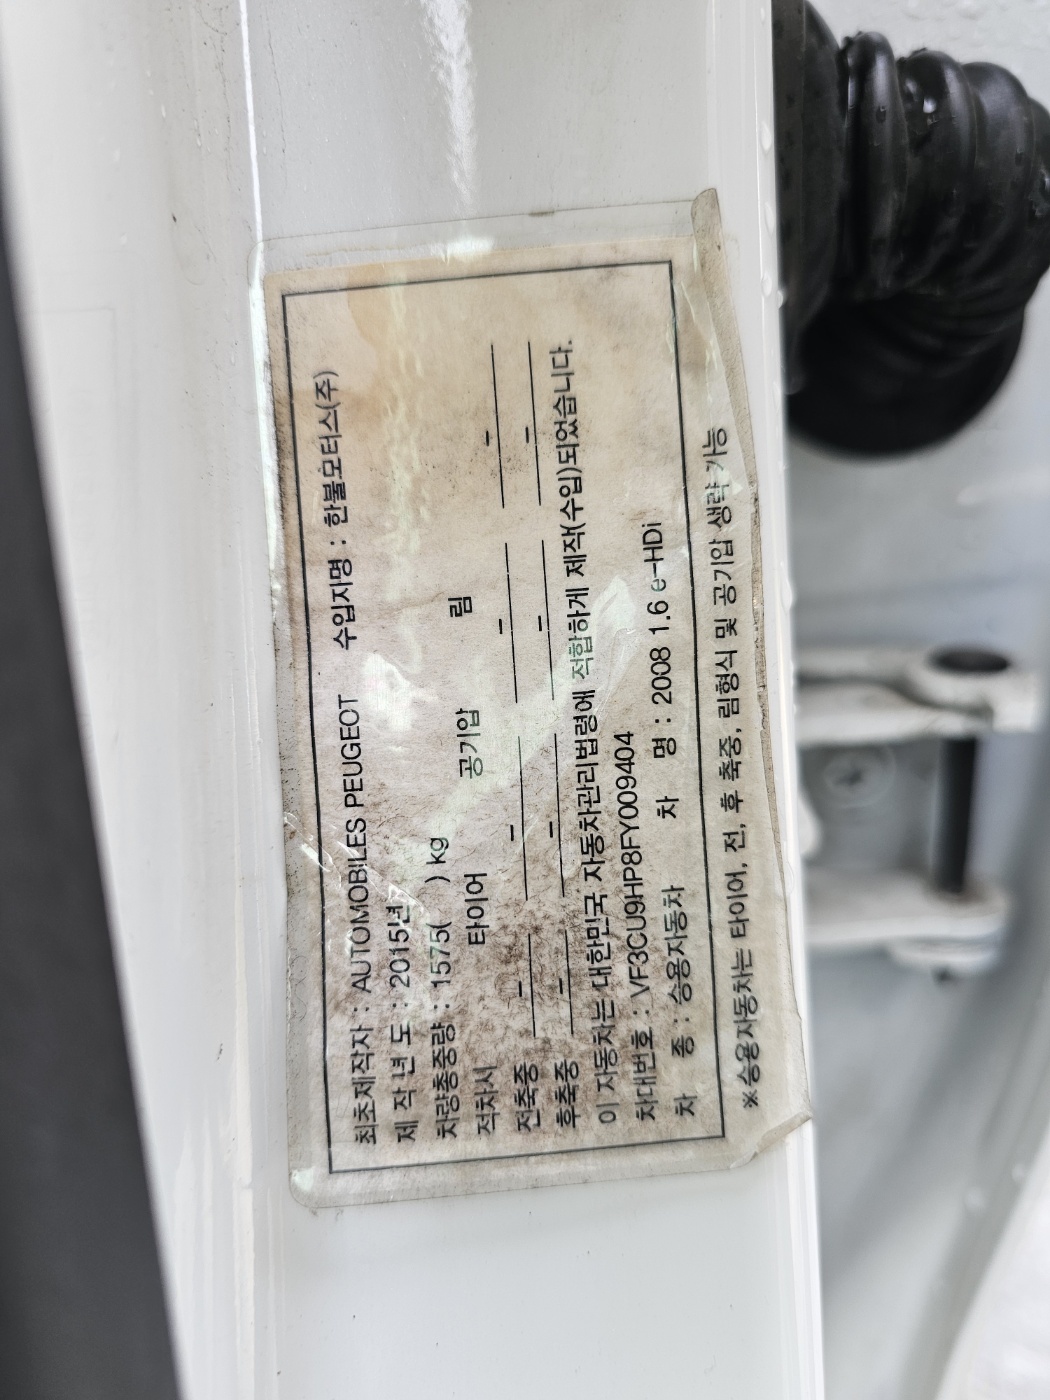 최초제작자 : AUTOMOBILES PEUGEOT 수입자명 : 한불모터스(주)
제 작 년 도 : 2015년
차량총중량 : 1575( ) kg
적차시 타이어 공기압 림
전축중 - - - -
후축중 - - - -
이 자동차는 대한민국 자동차관리법령에 적합하게 제작(수입)되었습니다.
차대번호 : VF3CU9HP8FY009404
차 종 : 승용자동차 차 명 : 2008 1.6 e-HDi
※승용자동차는 타이어, 전, 후 축중, 림형식 및 공기압 생략 가능